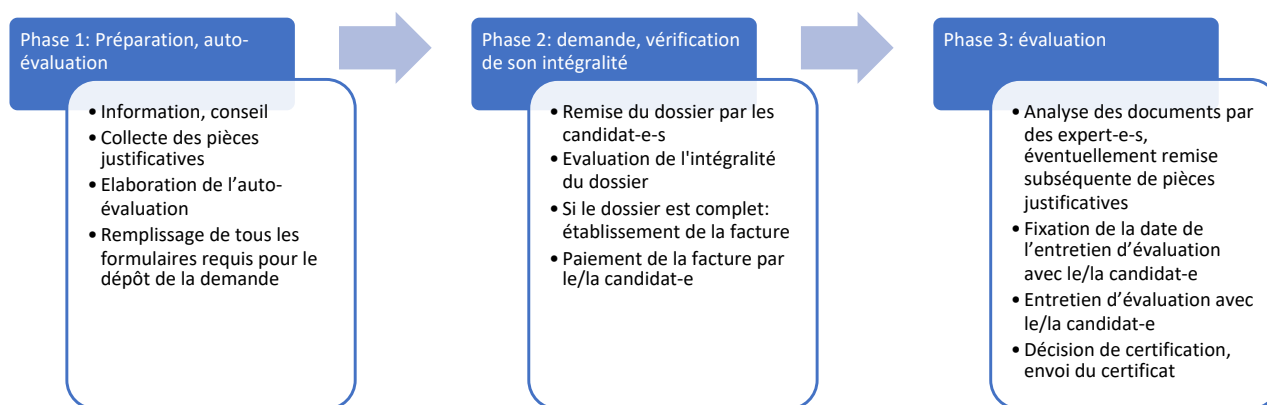 Phase 1: Préparation, auto-
évaluation
• Information, conseil
• Collecte des pièces
justificatives
• Elaboration de l’auto-
évaluation
• Remplissage de tous les
formulaires requis pour le
dépôt de la demande
Phase 2: demande, vérification
de son intégralité
• Remise du dossier par les
candidat-e-s
• Evaluation de l'intégralité
du dossier
• Si le dossier est complet:
établissement de la facture
• Paiement de la facture par
le/la candidat-e
Phase 3: évaluation
• Analyse des documents par
des expert-e-s,
éventuellement remise
subséquente de pièces
justificatives
• Fixation de la date de
l’entretien d’évaluation
avec le/la candidat-e
• Entretien d’évaluation avec
le/la candidat-e
• Décision de certification,
envoi du certificat